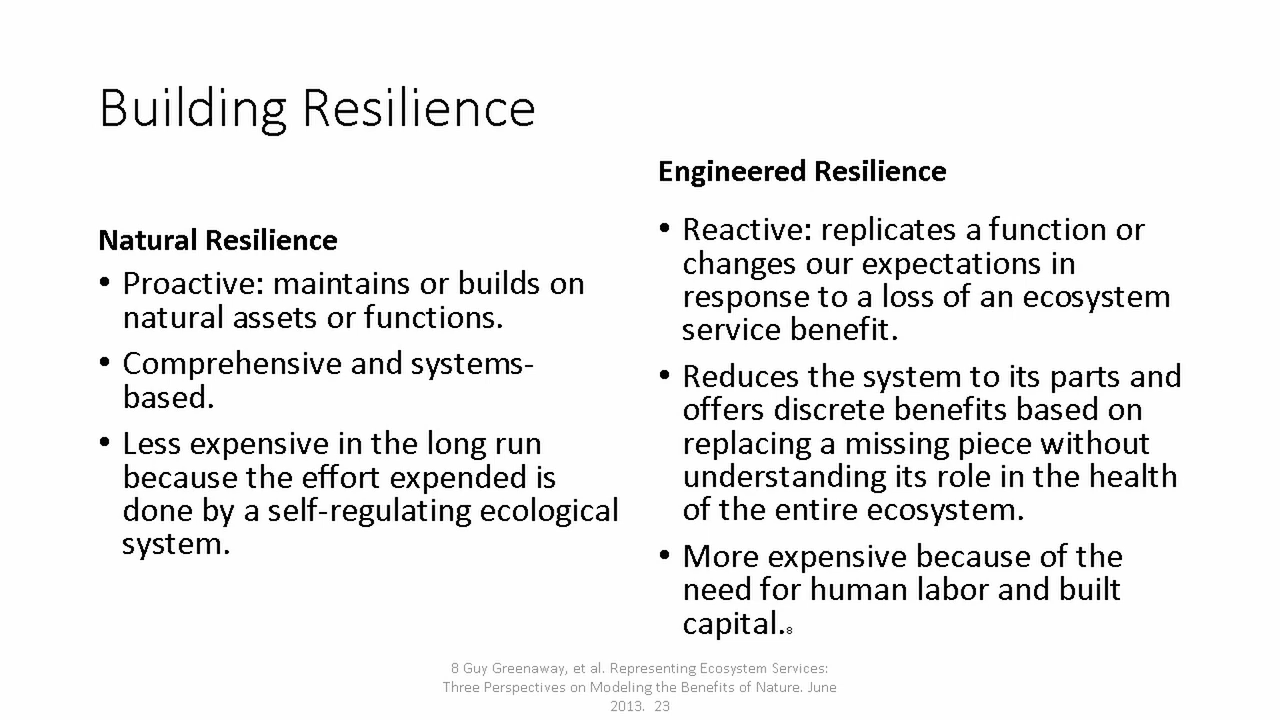 Building Resilience
Natural Resilience
• Proactive: maintains or builds on
natural assets or functions.
• Comprehensive and systems-
based.
• Less expensive in the long run
because the effort expended is
done by a self-regulating ecological
system.
Engineered Resilience
• Reactive: replicates a function or
changes our expectations in
response to a loss of an ecosystem
service benefit.
• Reduces the system to its parts and
offers discrete benefits based on
replacing a missing piece without
understanding its role in the health
of the entire ecosystem.
• More expensive because of the
need for human labor and built
capital.8
8 Guy Greenaway, et al. Representing Ecosystem Services:
Three Perspectives on Modeling the Benefits of Nature. June
2013. 23